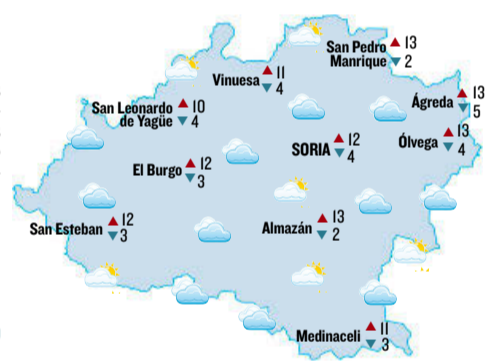 San Pedro
Manrique
13
2
Vinuesa
11
4
Ágreda
13
5
San Leonardo
de Yagüe
10
4
Ólvega
13
4
SORIA
12
4
El Burgo
12
3
San Esteban
12
3
Almazán
13
2
Medinaceli
11
3